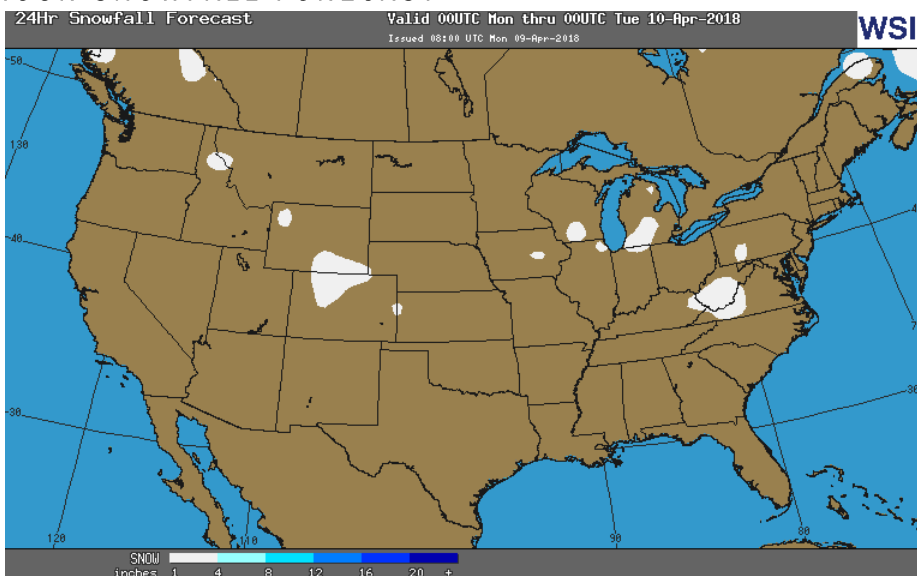 24Hr Snowfall Forecast
Valid 00UTC Mon thru 00UTC Tue 10-Apr-2018
Issued 08:00 UTC Mon 09-Apr-2018
WSI
50
130
40
30
120
110
90
80
SNOW
inches 1 4 8 12 16 20 +